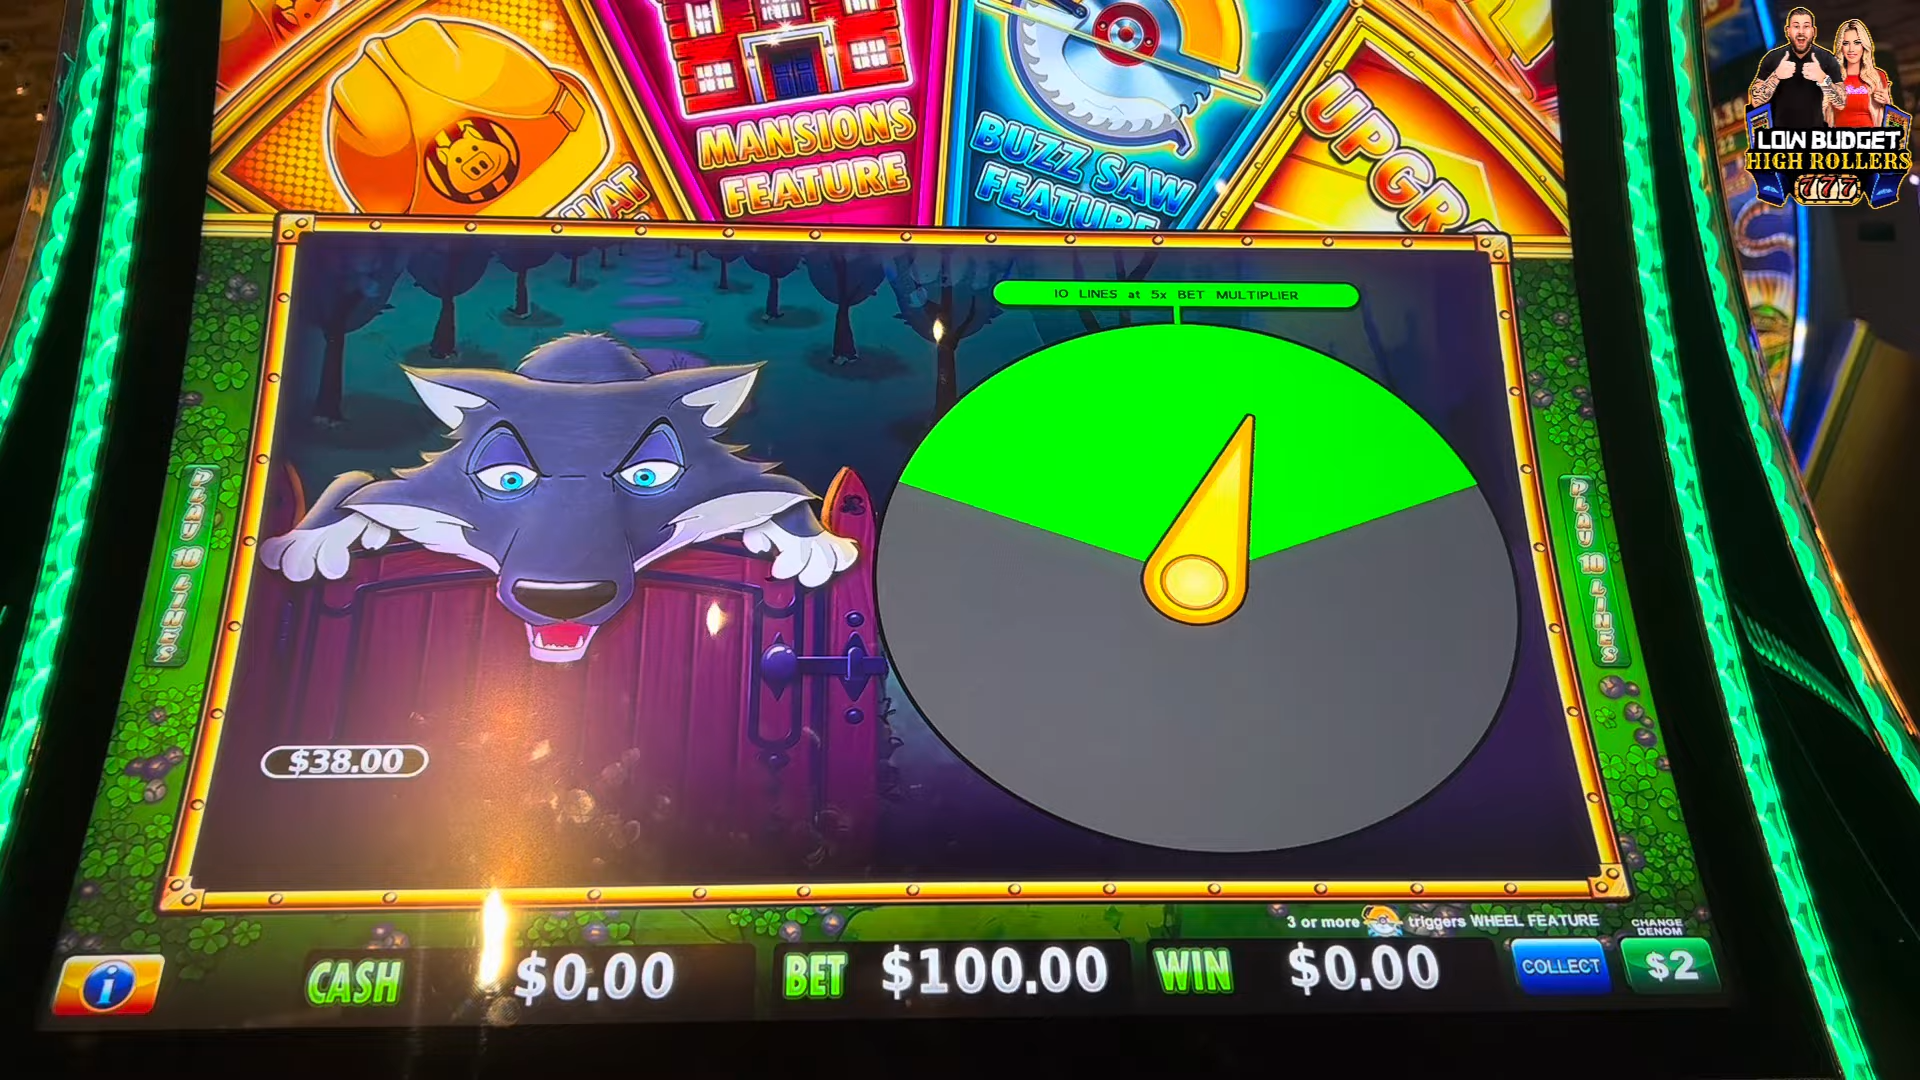 HAT
MANSIONS
FEATURE
BUZZ SAW
FEATURE
UPGRA
LOW BUDGET
HIGH ROLLERS
777
10 LINES at 5x BET MULTIPLIER
PLAY 10 LINES
PLAY 10 LINES
$38.00
3 or more triggers WHEEL FEATURE
CHANGE
DENOM
CASH $0.00 BET $100.00 WIN $0.00 COLLECT $2